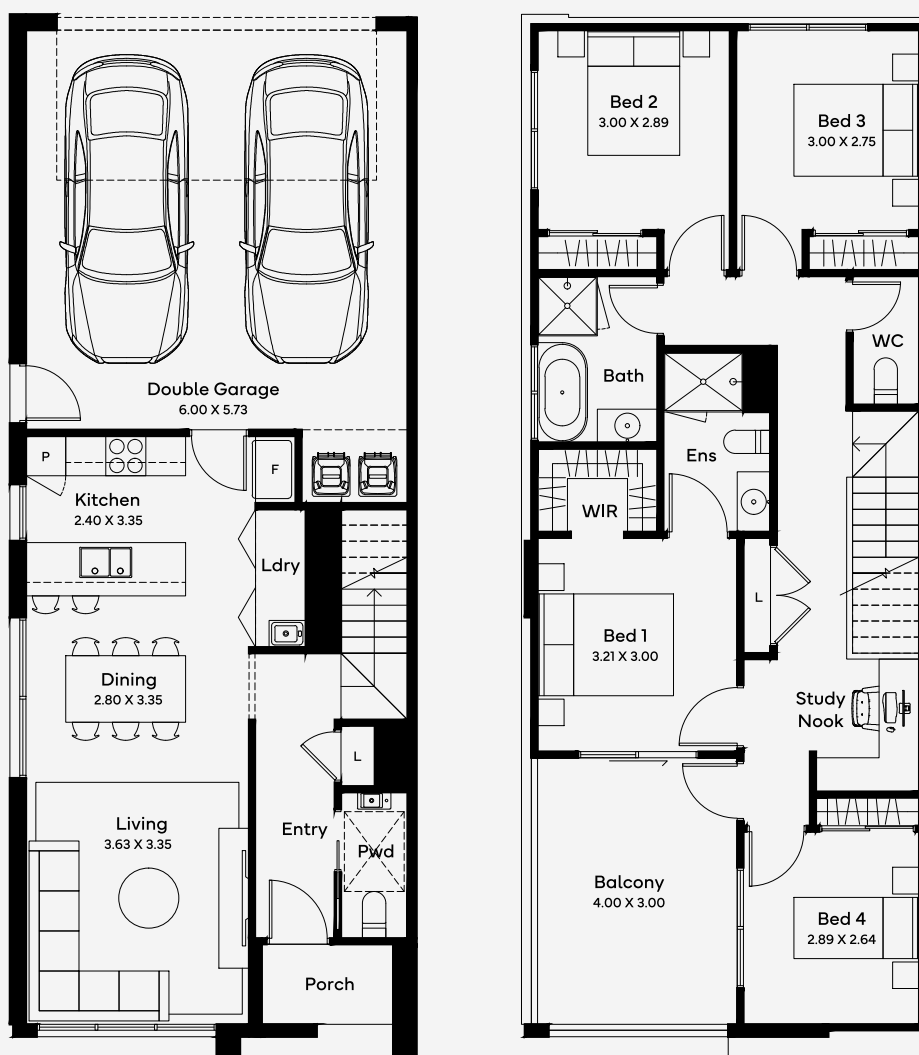 Double Garage
6.00 X 5.73
P
F
Kitchen
2.40 X 3.35
Ldry
Dining
2.80 X 3.35
L
Living
3.63 X 3.35
Entry
Pwd
Porch
Bed 2
3.00 X 2.89
Bed 3
3.00 X 2.75
WC
Bath
Ens
WIR
L
Bed 1
3.21 X 3.00
Study
Nook
Balcony
4.00 X 3.00
Bed 4
2.89 X 2.64